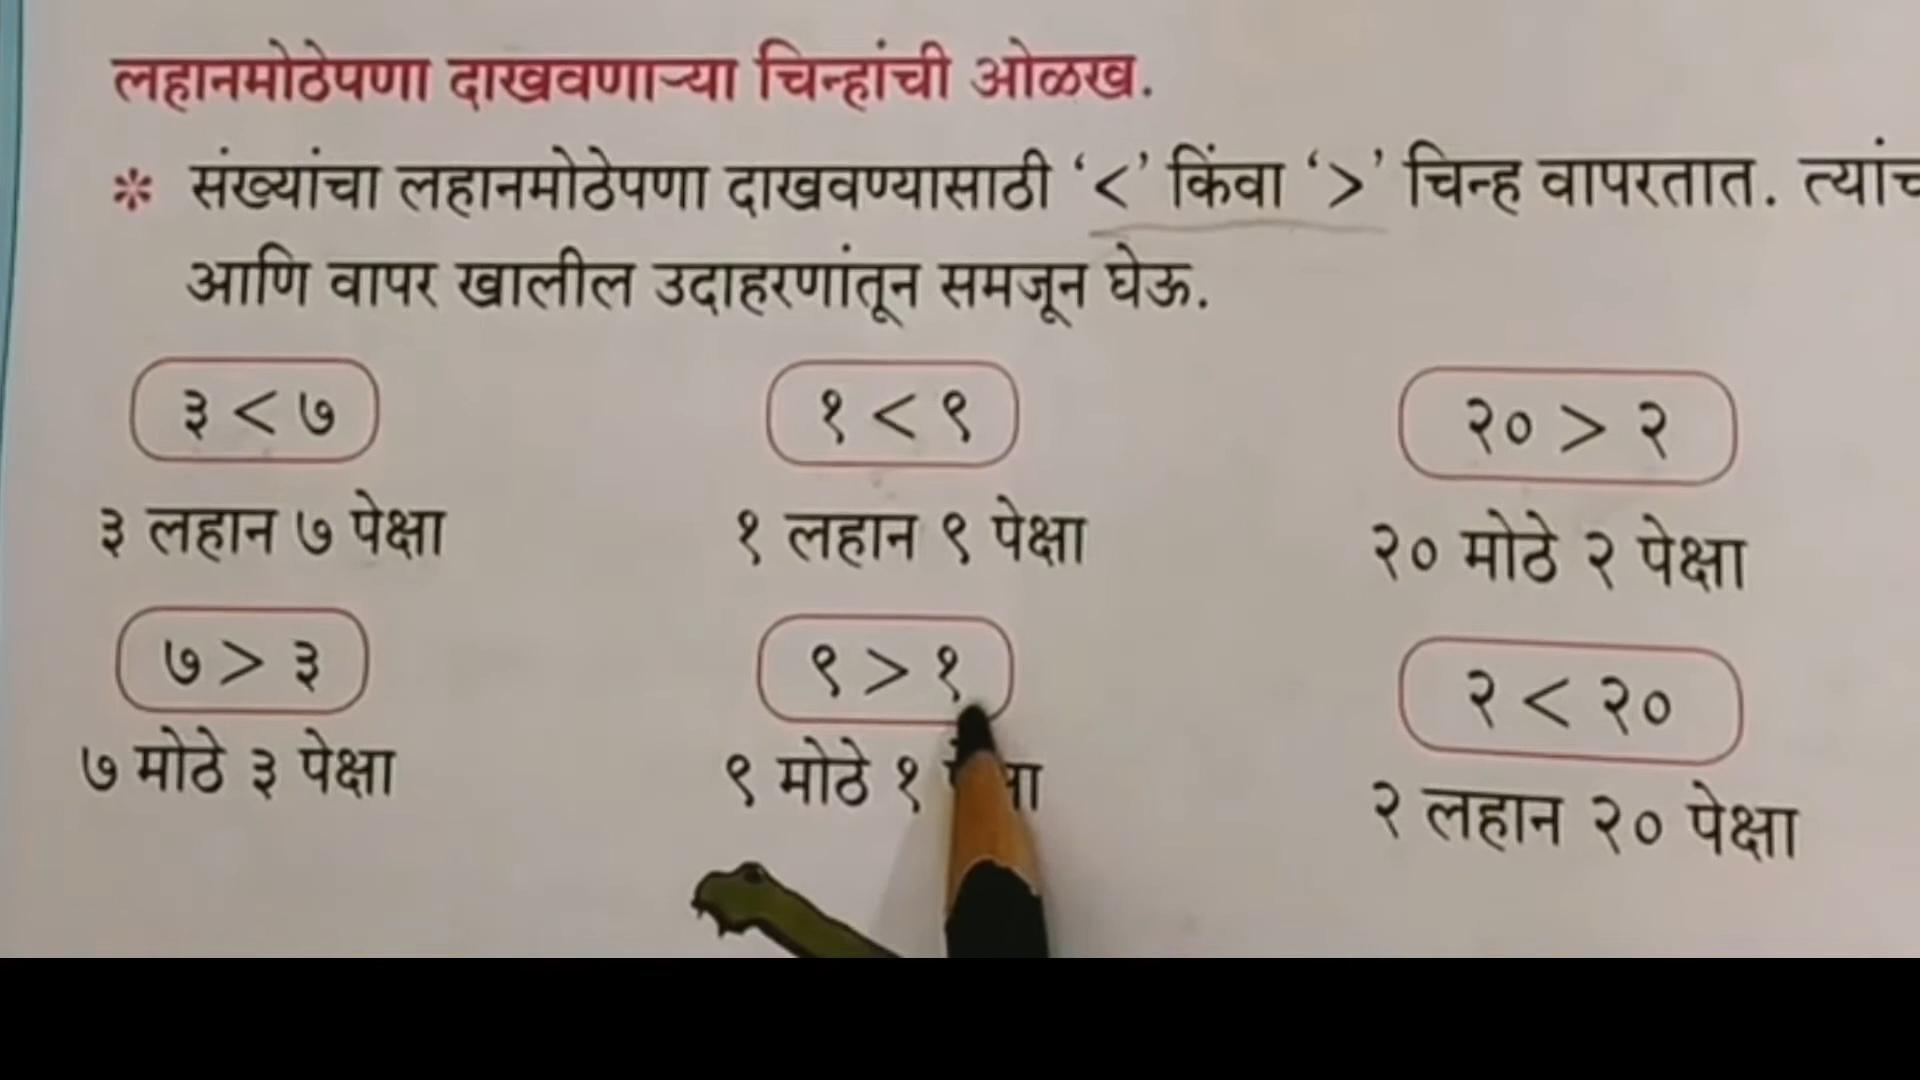 लहानमोठेपणा दाखवणाऱ्या चिन्हांची ओळख.
* संख्यांचा लहानमोठेपणा दाखवण्यासाठी ‘<’ किंवा ‘>’ चिन्ह वापरतात.
आणि वापर खालील उदाहरणांतून समजून घेऊ.
३ < ७ १ < ९ २० > २
३ लहान ७ पेक्षा १ लहान ९ पेक्षा २० मोठे २ पेक्षा
७ > ३ ९ > १ २ < २०
७ मोठे ३ पेक्षा ९ मोठे १ २ लहान २० पेक्षा